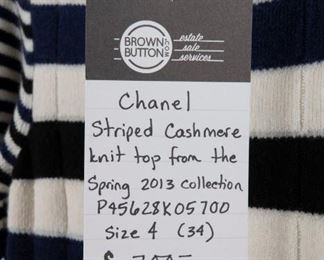 BROWN
BUTTON
.COM
estate
sale
services
Chanel
Striped Cashmere
knit top from the
Spring 2013 Collection
P45628K05700
Size 4 (34)
$